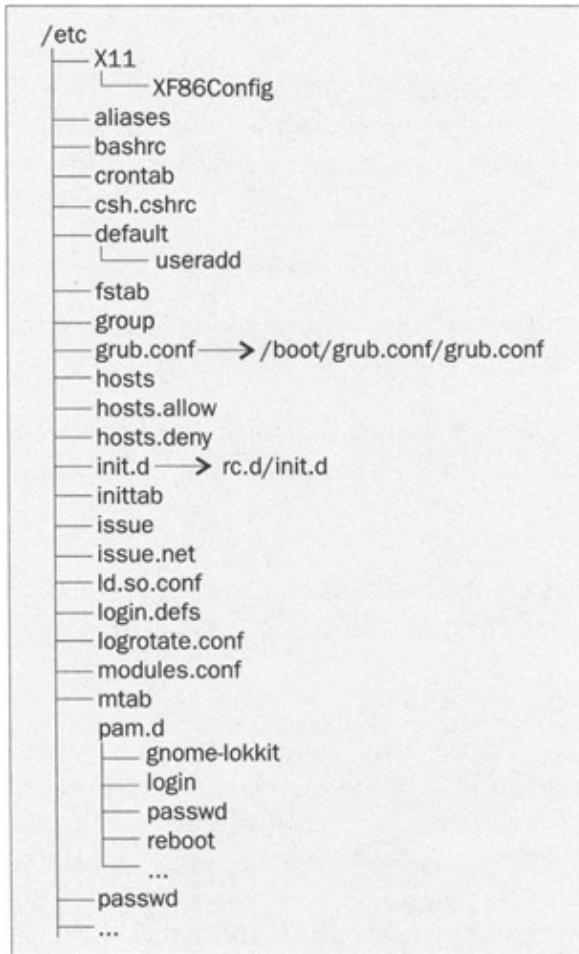 /etc
X11
XF86Config
aliases
bashrc
crontab
csh.cshrc
default
useradd
fstab
group
grub.conf /boot/grub.conf/grub.conf
hosts
hosts.allow
hosts.deny
init.d rc.d/init.d
inittab
issue
issue.net
ld.so.conf
login.defs
logrotate.conf
modules.conf
mtab
pam.d
gnome-lokkit
login
passwd
reboot
...
passwd
...